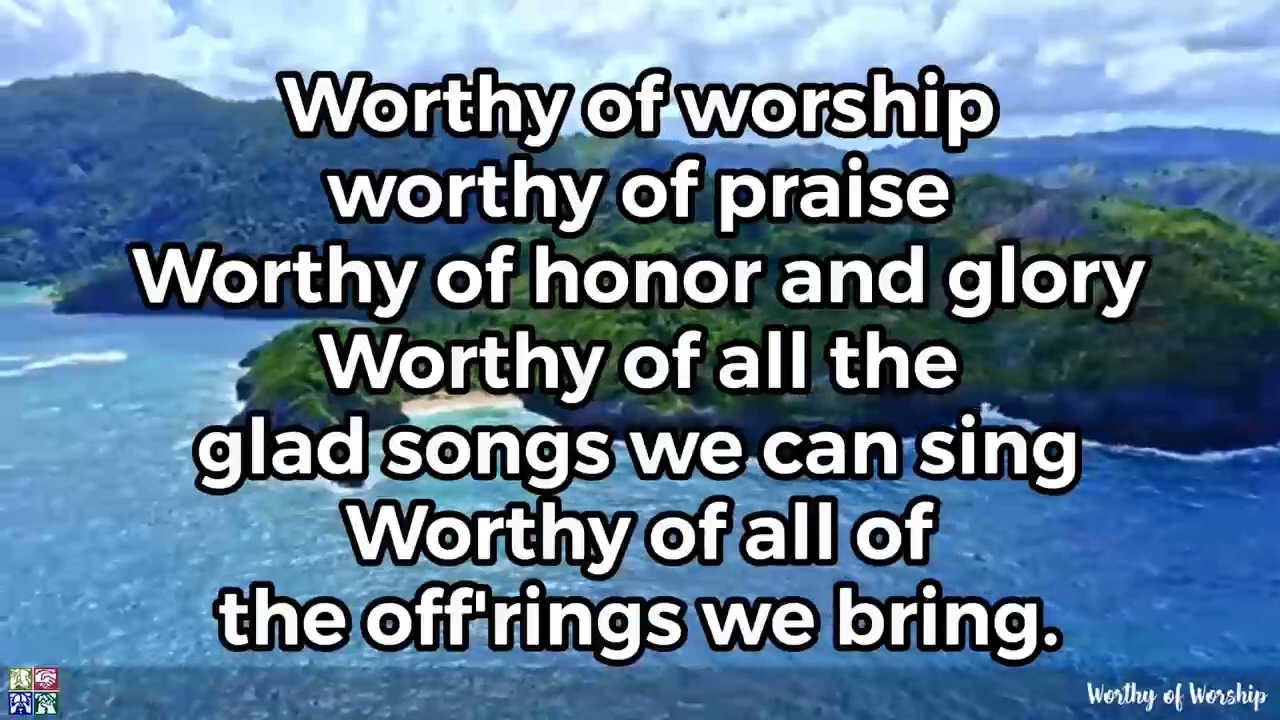 Worthy of worship
worthy of praise
Worthy of honor and glory
Worthy of all the
glad songs we can sing
Worthy of all of
the off'rings we bring.
Worthy of Worship